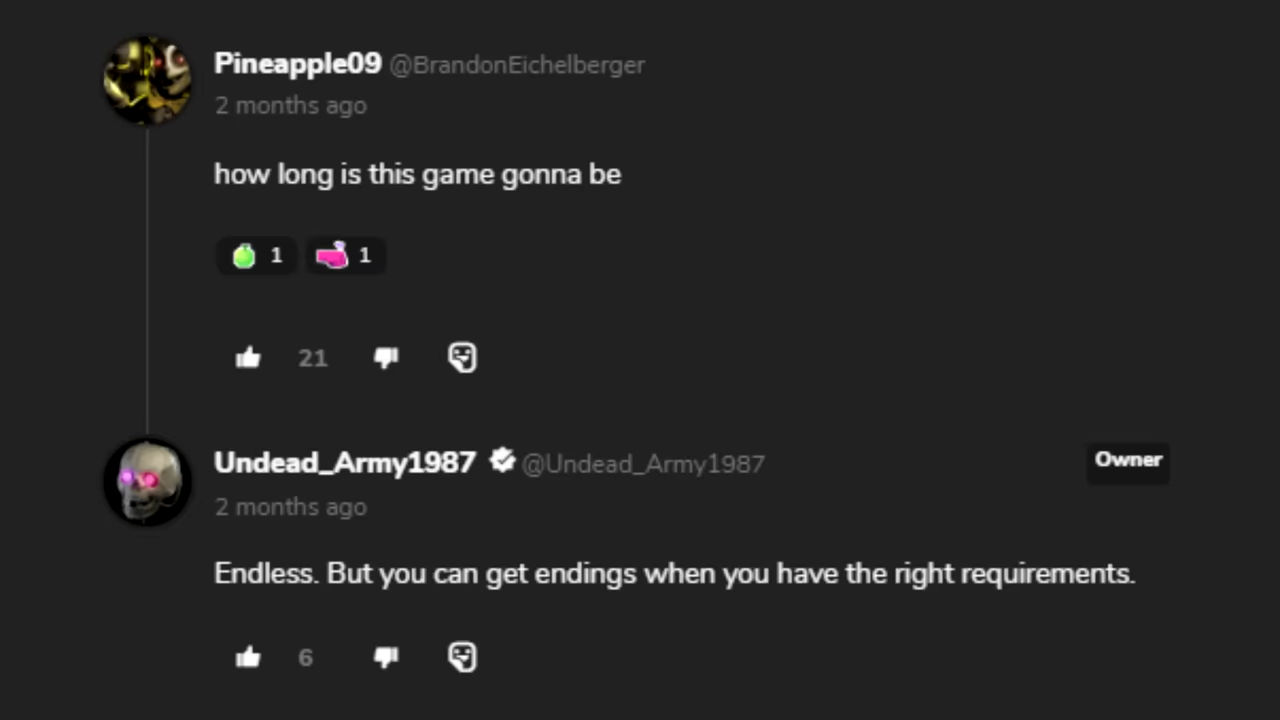 Pineapple09 @BrandonEichelberger
2 months ago
how long is this game gonna be
1 1
21
Undead_Army1987 @Undead_Army1987 Owner
2 months ago
Endless. But you can get endings when you have the right requirements.
6